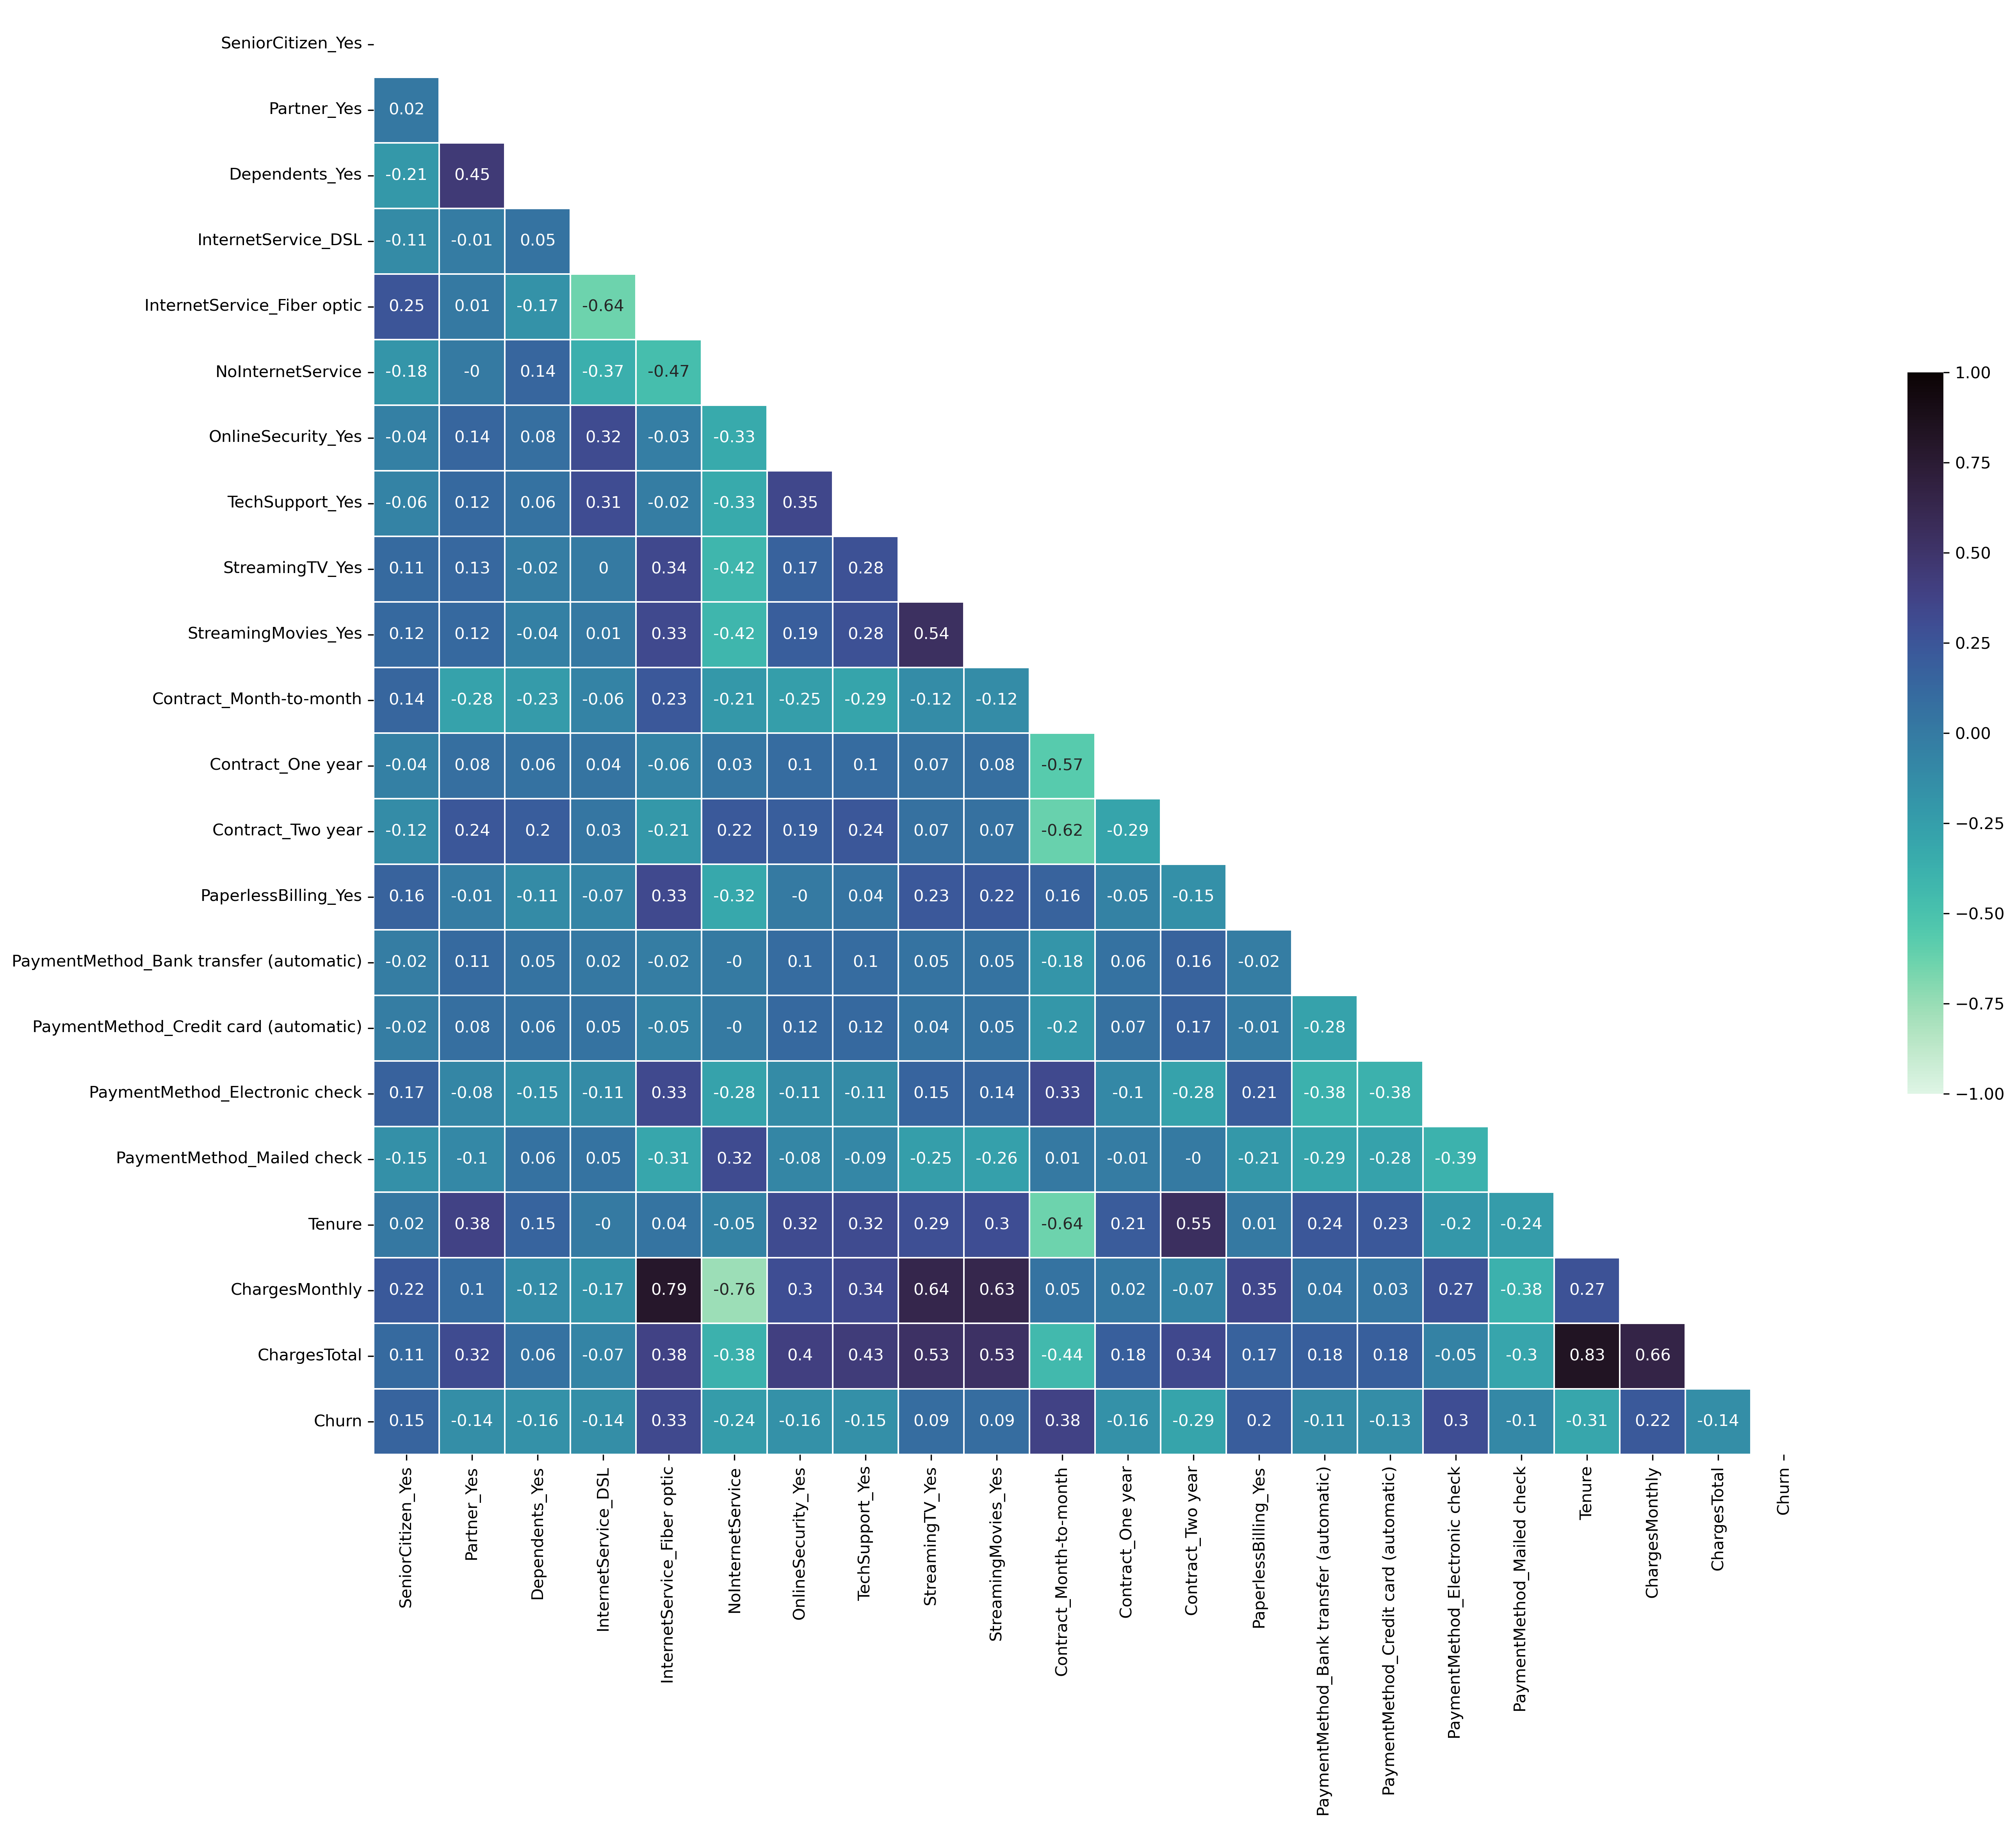 SeniorCitizen_Yes
Partner_Yes 0.02
Dependents_Yes -0.21 0.45
InternetService_DSL -0.11 -0.01 0.05
InternetService_Fiber optic 0.25 0.01 -0.17 -0.64
NoInternetService -0.18 -0 0.14 -0.37 -0.47
OnlineSecurity_Yes -0.04 0.14 0.08 0.32 -0.03 -0.33
TechSupport_Yes -0.06 0.12 0.06 0.31 -0.02 -0.33 0.35
StreamingTV_Yes 0.11 0.13 -0.02 0 0.34 -0.42 0.17 0.28
StreamingMovies_Yes 0.12 0.12 -0.04 0.01 0.33 -0.42 0.19 0.28 0.54
Contract_Month-to-month 0.14 -0.28 -0.23 -0.06 0.23 -0.21 -0.25 -0.29 -0.12 -0.12
Contract_One year -0.04 0.08 0.06 0.04 -0.06 0.03 0.1 0.1 0.07 0.08 -0.57
Contract_Two year -0.12 0.24 0.2 0.03 -0.21 0.22 0.19 0.24 0.07 0.07 -0.62 -0.29
PaperlessBilling_Yes 0.16 -0.01 -0.11 -0.07 0.33 -0.32 -0 0.04 0.23 0.22 0.16 -0.05 -0.15
PaymentMethod_Bank transfer (automatic) -0.02 0.11 0.05 0.02 -0.02 -0 0.1 0.1 0.05 0.05 -0.18 0.06 0.16 -0.02
PaymentMethod_Credit card (automatic) -0.02 0.08 0.06 0.05 -0.05 -0 0.12 0.12 0.04 0.05 -0.2 0.07 0.17 -0.01 -0.28
PaymentMethod_Electronic check 0.17 -0.08 -0.15 -0.11 0.33 -0.28 -0.11 -0.11 0.15 0.14 0.33 -0.1 -0.28 0.21 -0.38 -0.38
PaymentMethod_Mailed check -0.15 -0.1 0.06 0.05 -0.31 0.32 -0.08 -0.09 -0.25 -0.26 0.01 -0.01 -0 -0.21 -0.29 -0.28 -0.39
Tenure 0.02 0.38 0.15 -0 0.04 -0.05 0.32 0.32 0.29 0.3 -0.64 0.21 0.55 0.01 0.24 0.23 -0.2 -0.24
ChargesMonthly 0.22 0.1 -0.12 -0.17 0.79 -0.76 0.3 0.34 0.64 0.63 0.05 0.02 -0.07 0.35 0.04 0.03 0.27 -0.38 0.27
ChargesTotal 0.11 0.32 0.06 -0.07 0.38 -0.38 0.4 0.43 0.53 0.53 -0.44 0.18 0.34 0.17 0.18 0.18 -0.05 -0.3 0.83 0.66
Churn 0.15 -0.14 -0.16 -0.14 0.33 -0.24 -0.16 -0.15 0.09 0.09 0.38 -0.16 -0.29 0.2 -0.11 -0.13 0.3 -0.1 -0.31 0.22 -0.14
SeniorCitizen_Yes
Partner_Yes
Dependents_Yes
InternetService_DSL
InternetService_Fiber optic
NoInternetService
OnlineSecurity_Yes
TechSupport_Yes
StreamingTV_Yes
StreamingMovies_Yes
Contract_Month-to-month
Contract_One year
Contract_Two year
PaperlessBilling_Yes
PaymentMethod_Bank transfer (automatic)
PaymentMethod_Credit card (automatic)
PaymentMethod_Electronic check
PaymentMethod_Mailed check
Tenure
ChargesMonthly
ChargesTotal
Churn
1.00
0.75
0.50
0.25
0.00
−0.25
−0.50
−0.75
−1.00